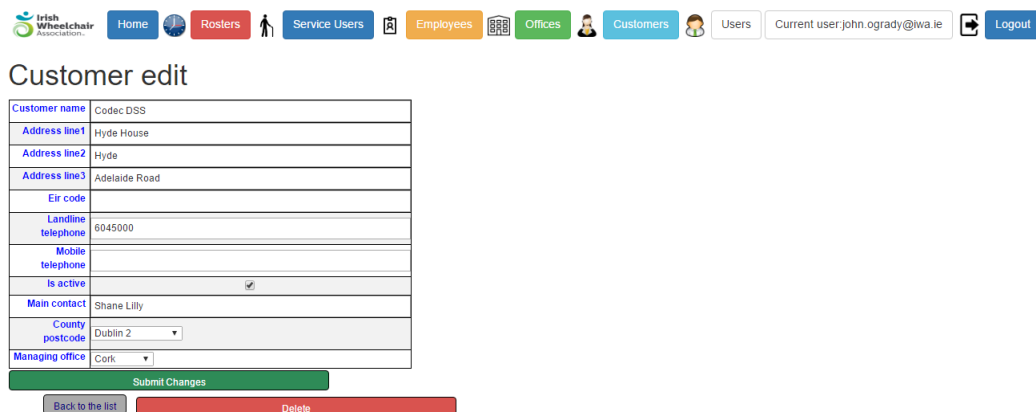 Irish
Wheelchair
Association.
Home Rosters Service Users Employees Offices Customers Users Current user:john.ogrady@iwa.ie Logout
Customer edit
Customer name Codec DSS
Address line1 Hyde House
Address line2 Hyde
Address line3 Adelaide Road
Eir code
Landline
telephone 6045000
Mobile
telephone
Is active
Main contact Shane Lilly
County
postcode Dublin 2
Managing office Cork
Submit Changes
Back to the list Delete